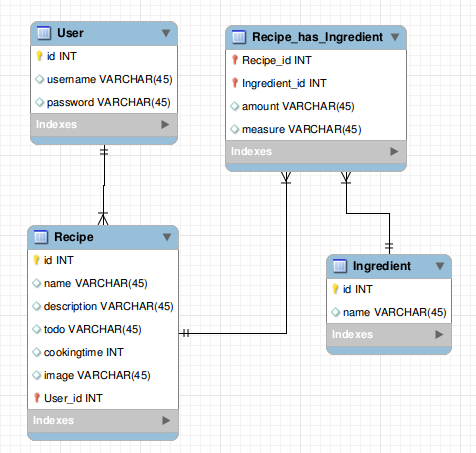 User
id INT
username VARCHAR(45)
password VARCHAR(45)
Indexes
Recipe_has_Ingredient
Recipe_id INT
Ingredient_id INT
amount VARCHAR(45)
measure VARCHAR(45)
Indexes
Recipe
id INT
name VARCHAR(45)
description VARCHAR(45)
todo VARCHAR(45)
cookingtime INT
image VARCHAR(45)
User_id INT
Indexes
Ingredient
id INT
name VARCHAR(45)
Indexes